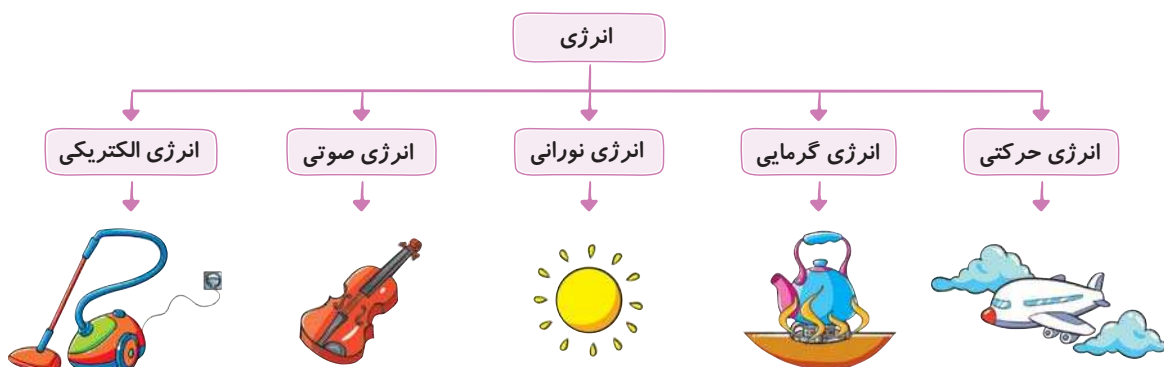 انرژی
انرژی حرکتی
انرژی گرمایی
انرژی نورانی
انرژی صوتی
انرژی الکتریکی